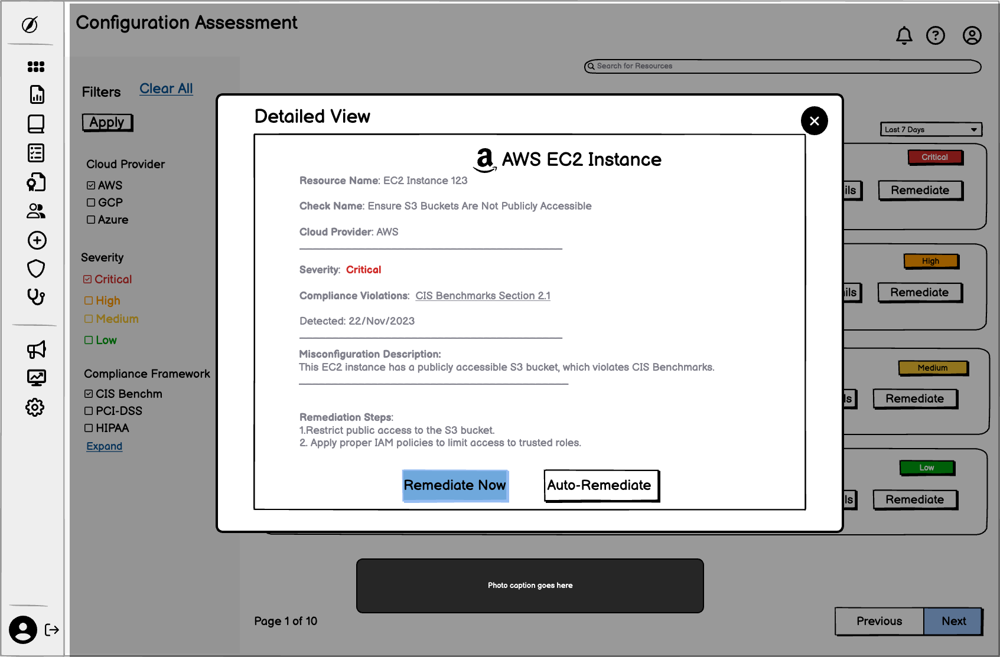 Configuration Assessment
Search for Resources
Filters
Clear All
Apply
Cloud Provider
AWS
GCP
Azure
Severity
Critical
High
Medium
Low
Compliance Framework
CIS Benchm
PCI-DSS
HIPAA
Expand
Last 7 Days
Critical
ils
Remediate
High
ils
Remediate
Medium
ls
Remediate
Low
ls
Remediate
Detailed View
AWS EC2 Instance
Resource Name: EC2 Instance 123
Check Name: Ensure S3 Buckets Are Not Publicly Accessible
Cloud Provider: AWS
Severity: Critical
Compliance Violations: CIS Benchmarks Section 2.1
Detected: 22/Nov/2023
Misconfiguration Description:
This EC2 instance has a publicly accessible S3 bucket, which violates CIS Benchmarks.
Remediation Steps:
1.Restrict public access to the S3 bucket.
2. Apply proper IAM policies to limit access to trusted roles.
Remediate Now
Auto-Remediate
Photo caption goes here
Page 1 of 10
Previous
Next